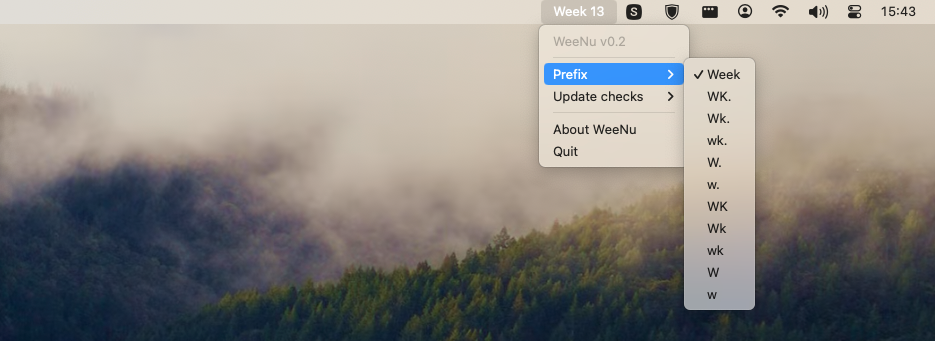 Week 13 S 15:43
WeeNu v0.2
Prefix
Update checks
About WeeNu
Quit
Week
WK.
Wk.
wk.
W.
w.
WK
Wk
wk
W
w